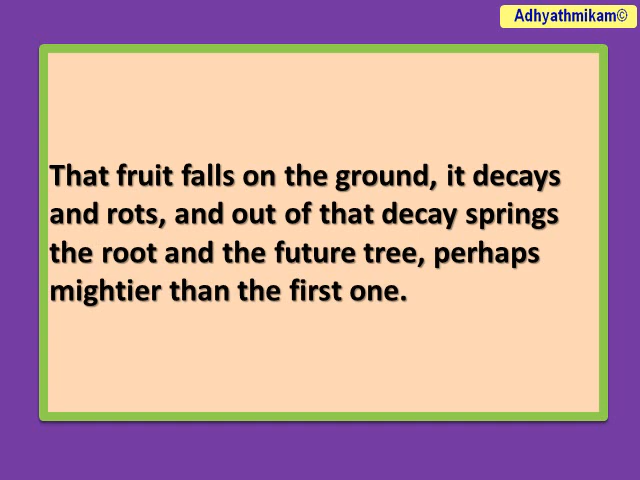 Adhyathmikam©
That fruit falls on the ground, it decays
and rots, and out of that decay springs
the root and the future tree, perhaps
mightier than the first one.